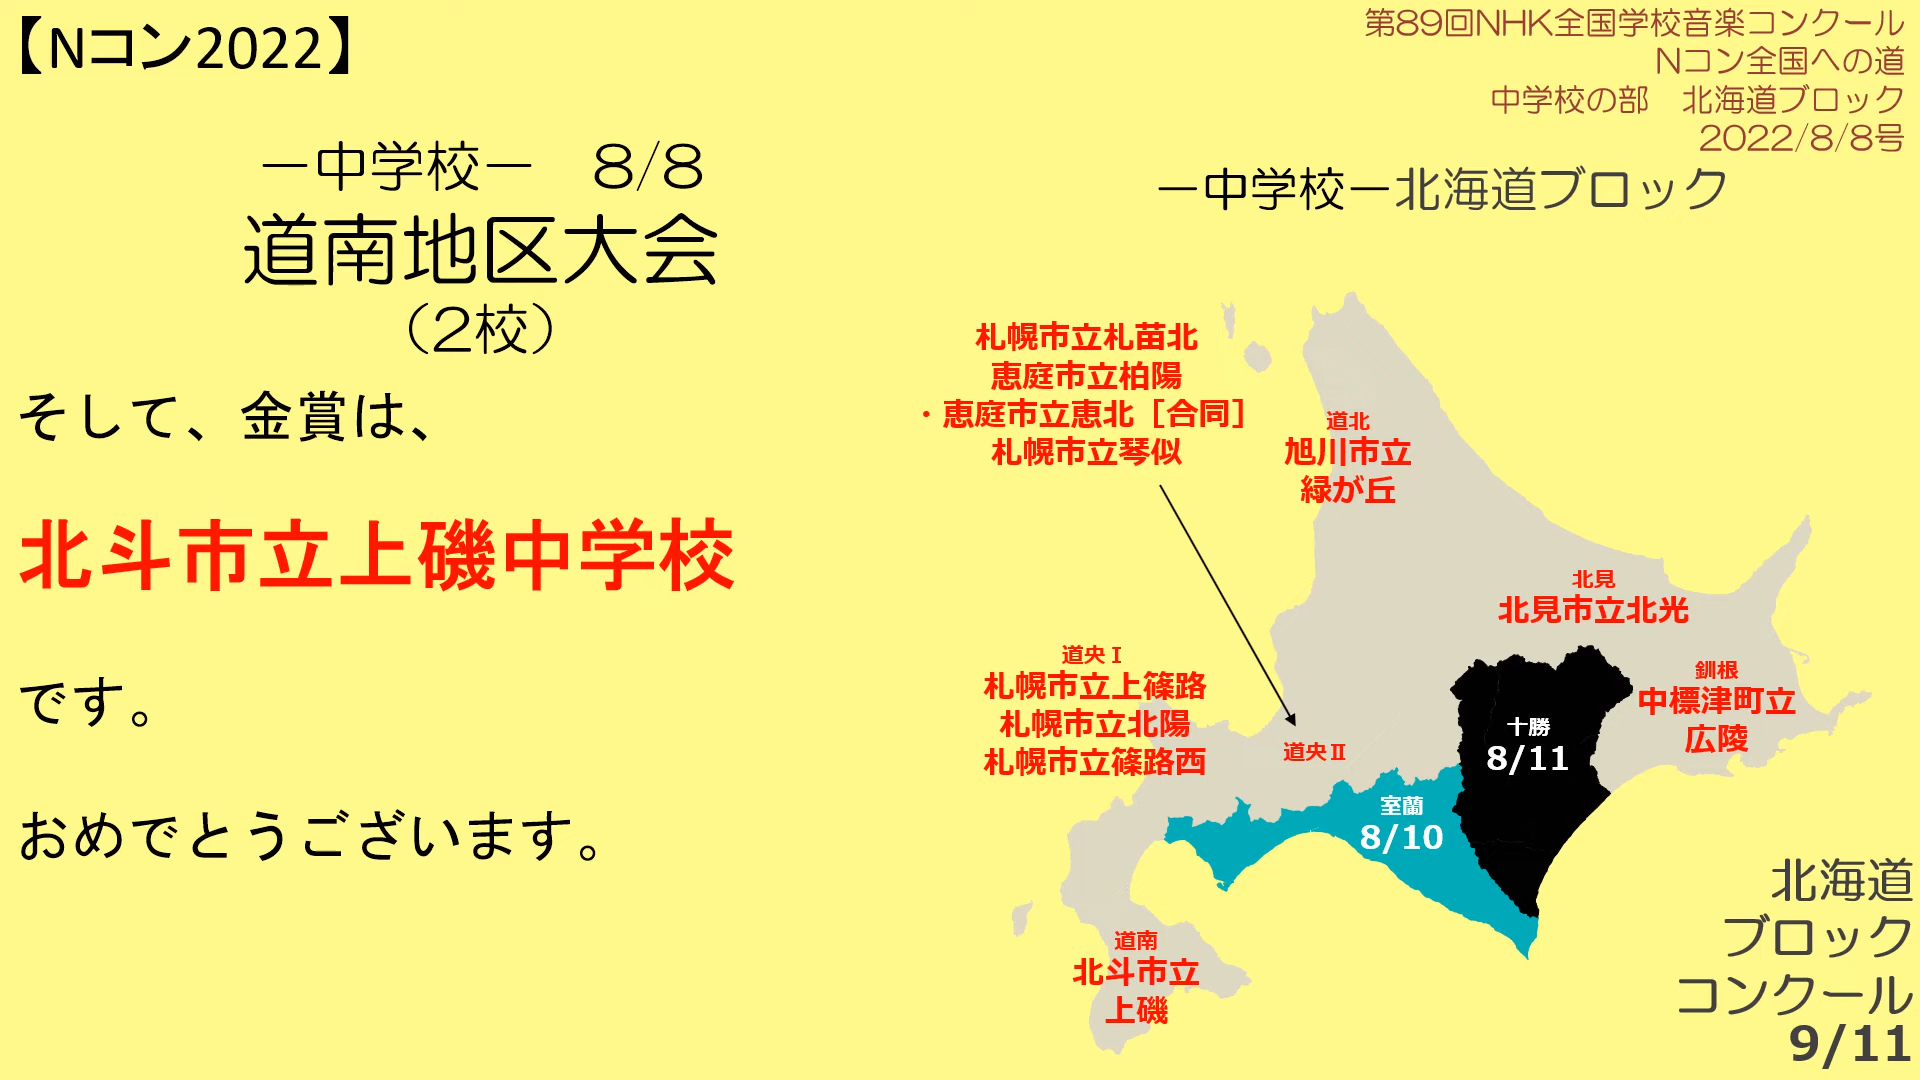 【Nコン2022】
第89回NHK全国学校音楽コンクール
Nコン全国への道
中学校の部　北海道ブロック
2022/8/8号
ー中学校ー　8/8
道南地区大会
（2校）
そして、金賞は、
北斗市立上磯中学校
です。
おめでとうございます。
ー中学校ー北海道ブロック
札幌市立札苗北
恵庭市立柏陽
・恵庭市立恵北［合同］
札幌市立琴似
道北
旭川市立
緑が丘
北見
北見市立北光
道央Ⅰ
札幌市立上篠路
札幌市立北陽
札幌市立篠路西
釧根
中標津町立
広陵
十勝
8/11
道央Ⅱ
室蘭
8/10
道南
北斗市立
上磯
北海道
ブロック
コンクール
9/11